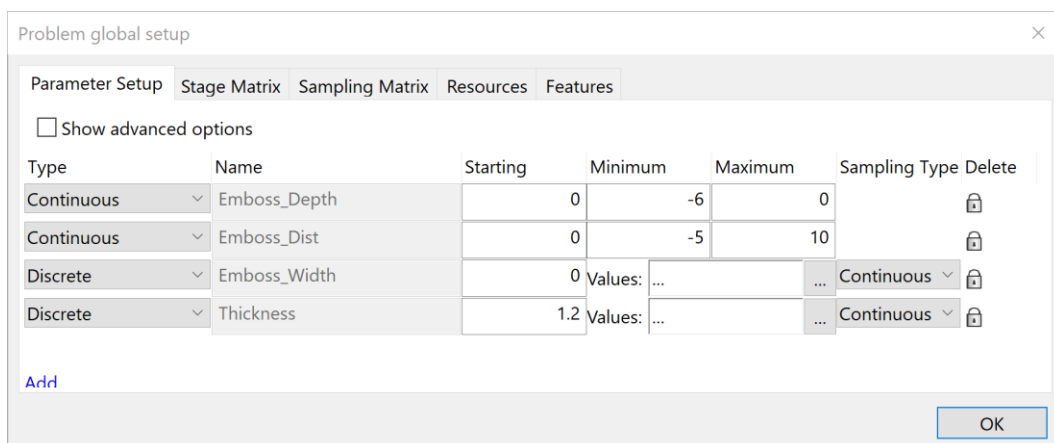 Problem global setup
Parameter Setup Stage Matrix Sampling Matrix Resources Features
Show advanced options
Type Name Starting Minimum Maximum Sampling Type Delete
Continuous Emboss_Depth 0 -6 0
Continuous Emboss_Dist 0 -5 10
Discrete Emboss_Width 0 Values: ... ... Continuous
Discrete Thickness 1.2 Values: ... ... Continuous
Add
OK